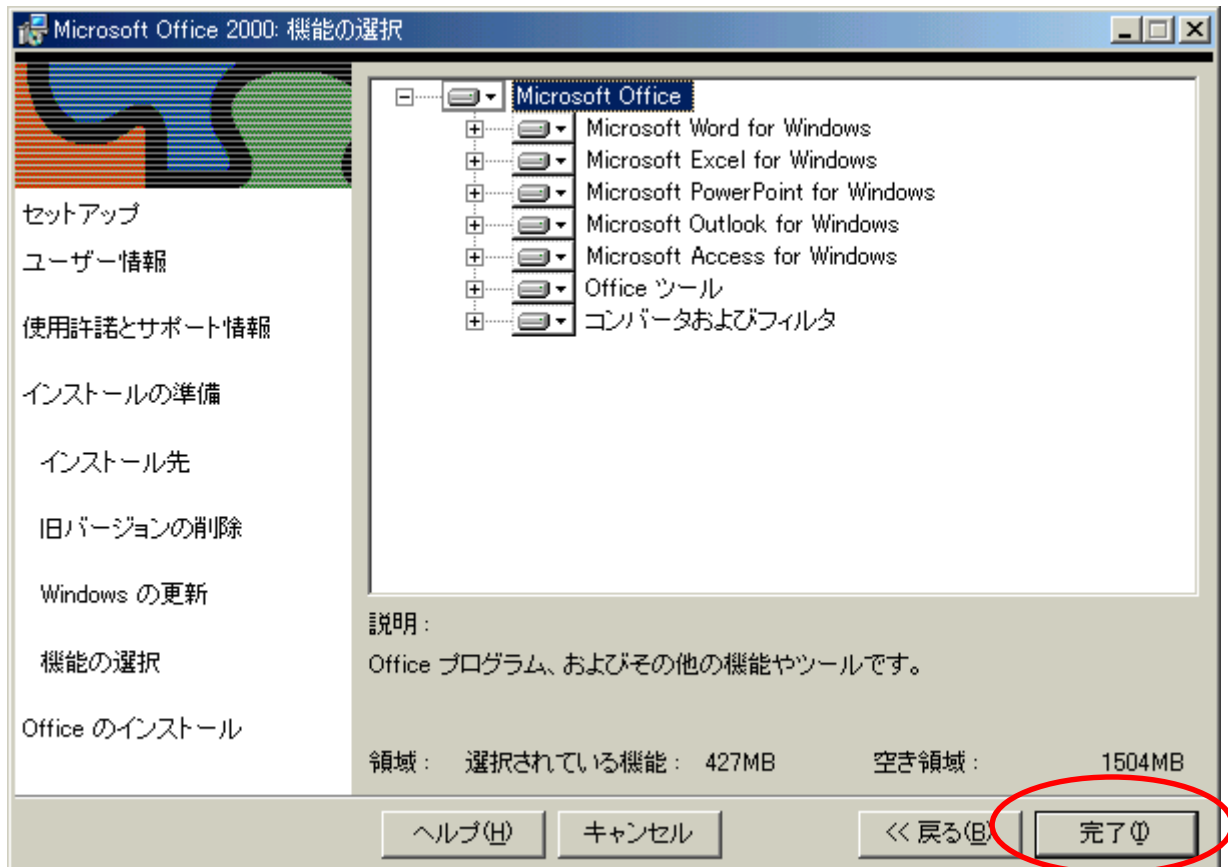 Microsoft Office 2000: 機能の選択
Microsoft Office
Microsoft Word for Windows
Microsoft Excel for Windows
Microsoft PowerPoint for Windows
Microsoft Outlook for Windows
Microsoft Access for Windows
Office ツール
コンバータおよびフィルタ
セットアップ
ユーザー情報
使用許諾とサポート情報
インストールの準備
インストール先
旧バージョンの削除
Windows の更新
機能の選択
Office のインストール
説明:
Office プログラム、およびその他の機能やツールです。
領域: 選択されている機能: 427MB 空き領域: 1504MB
ヘルプ(H) キャンセル << 戻る(B) 完了(I)